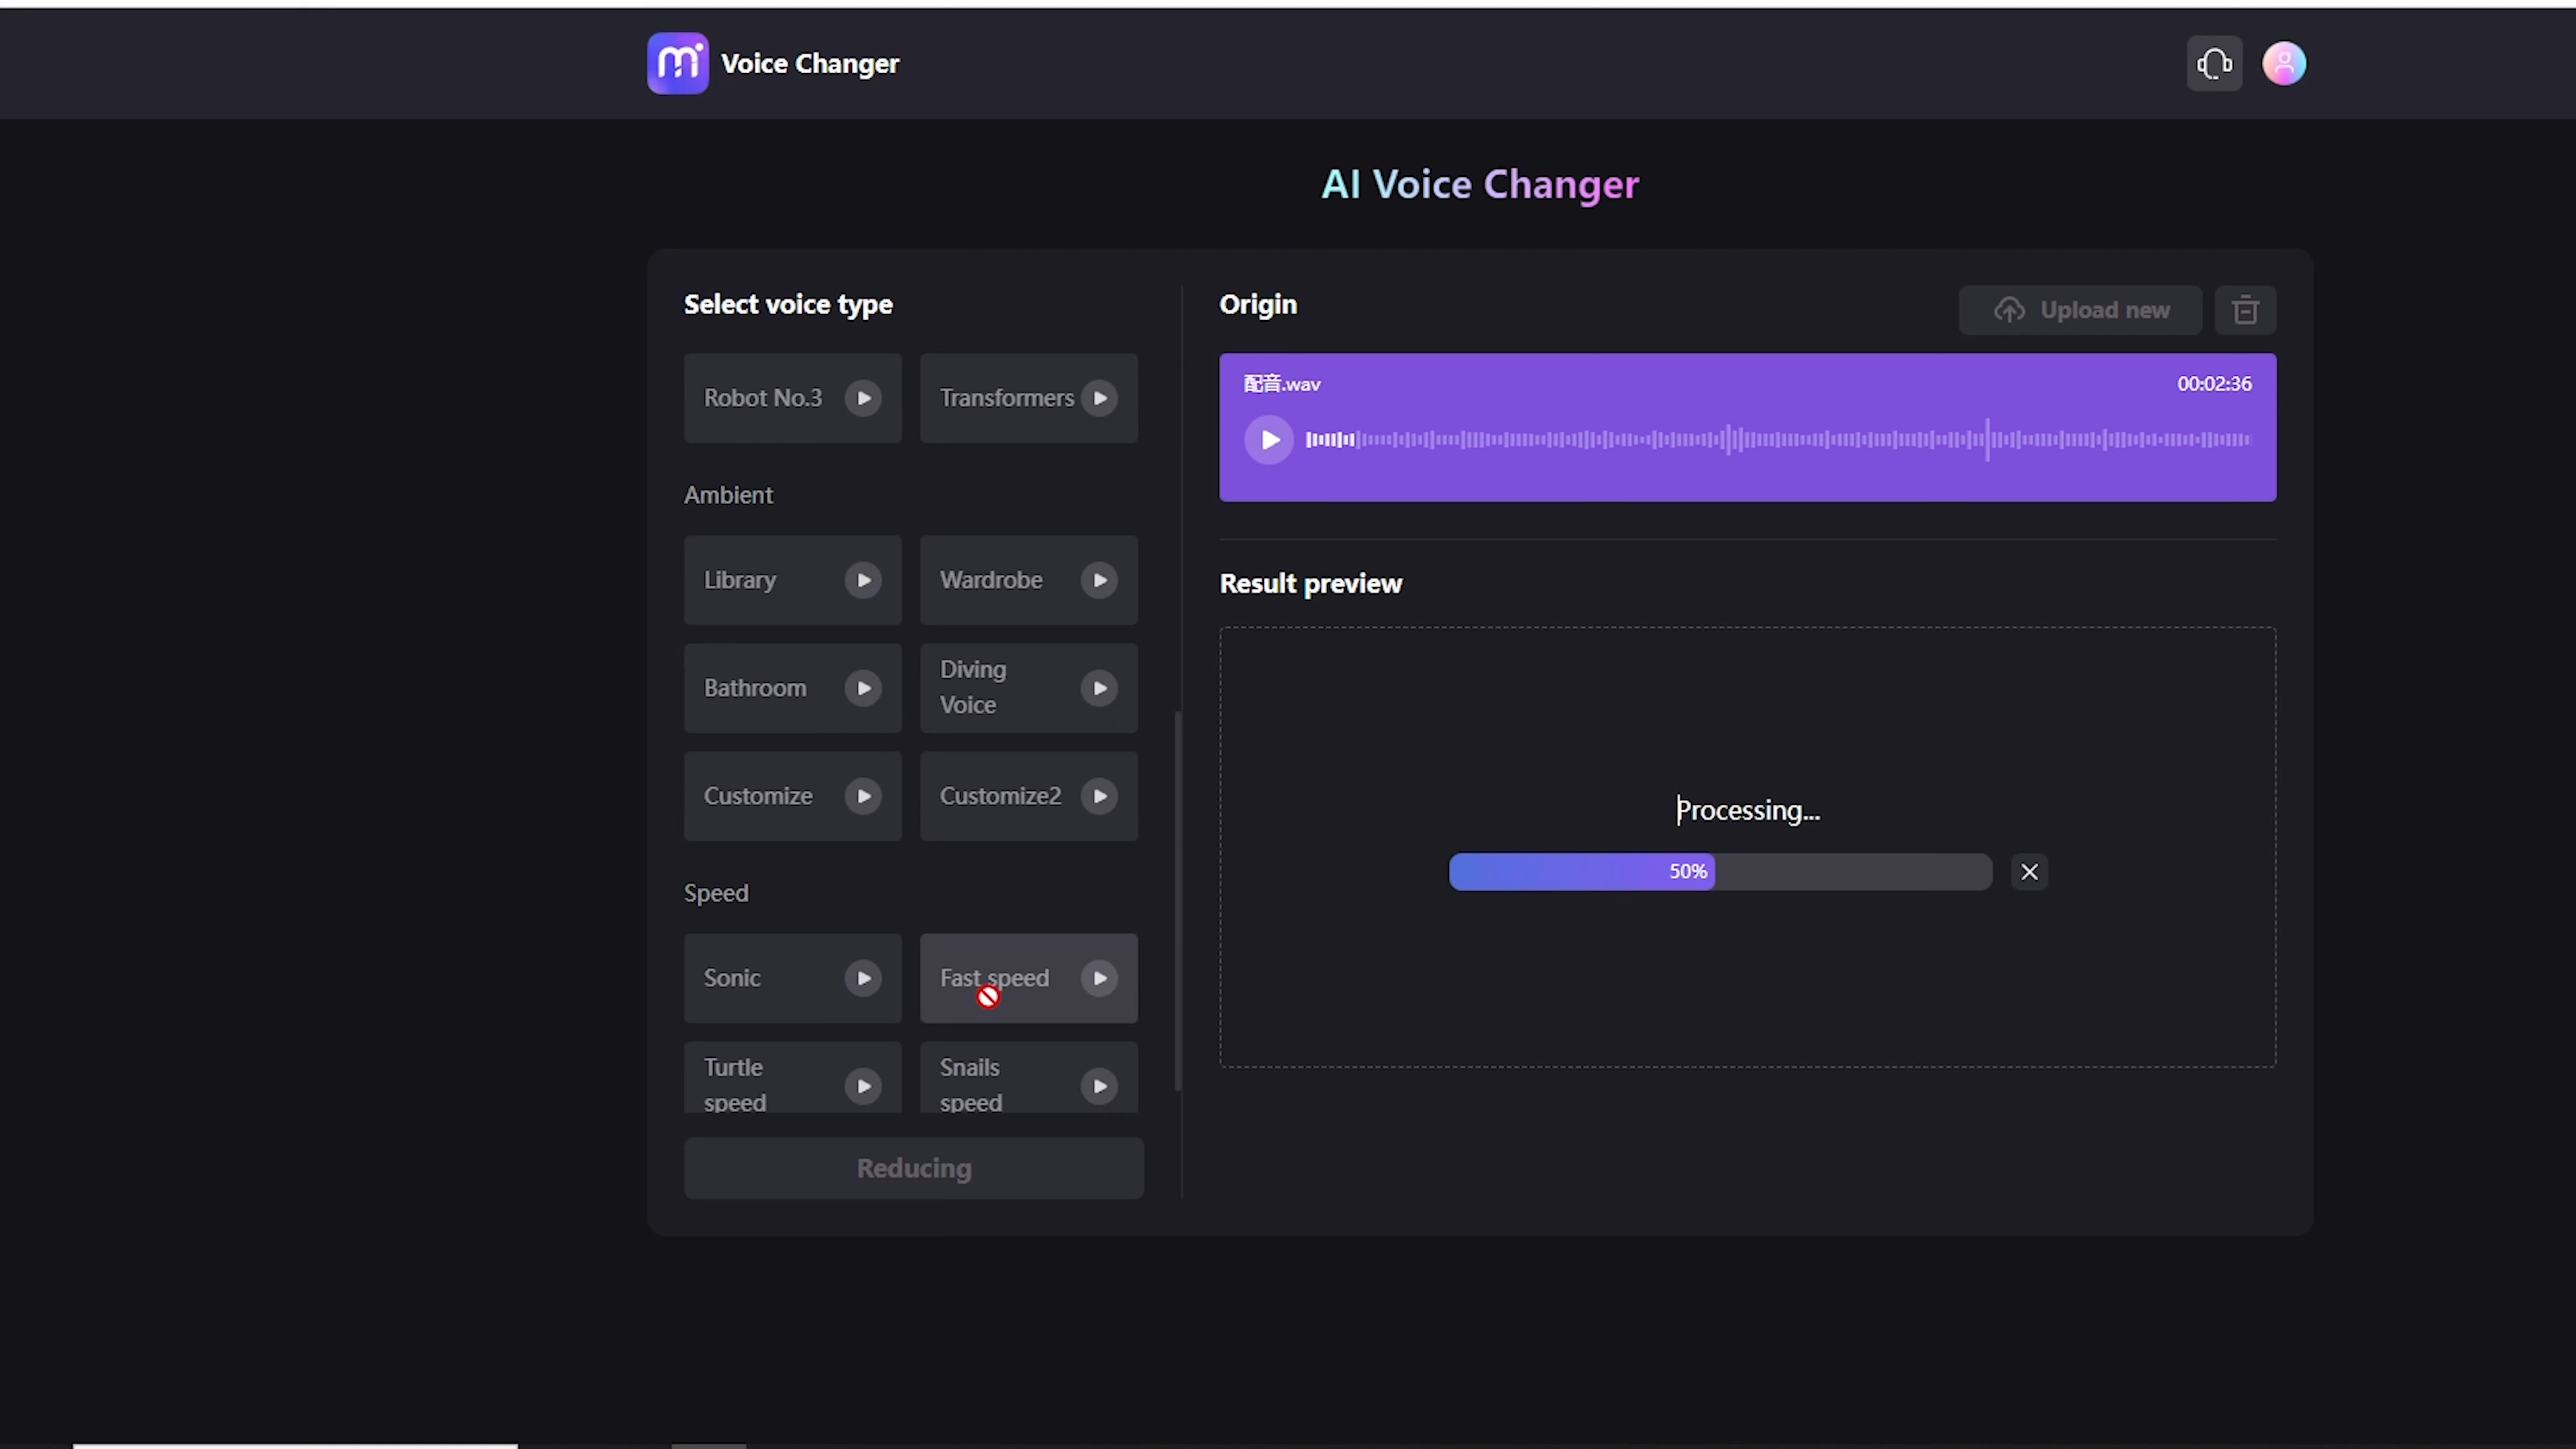 Voice Changer
AI Voice Changer
Select voice type
Robot No.3
Transformers
Ambient
Library
Wardrobe
Bathroom
Diving
Voice
Customize
Customize2
Speed
Sonic
Fast speed
Turtle
speed
Snails
speed
Reducing
Origin
Upload new
配音.wav
00:02:36
Result preview
Processing...
50%